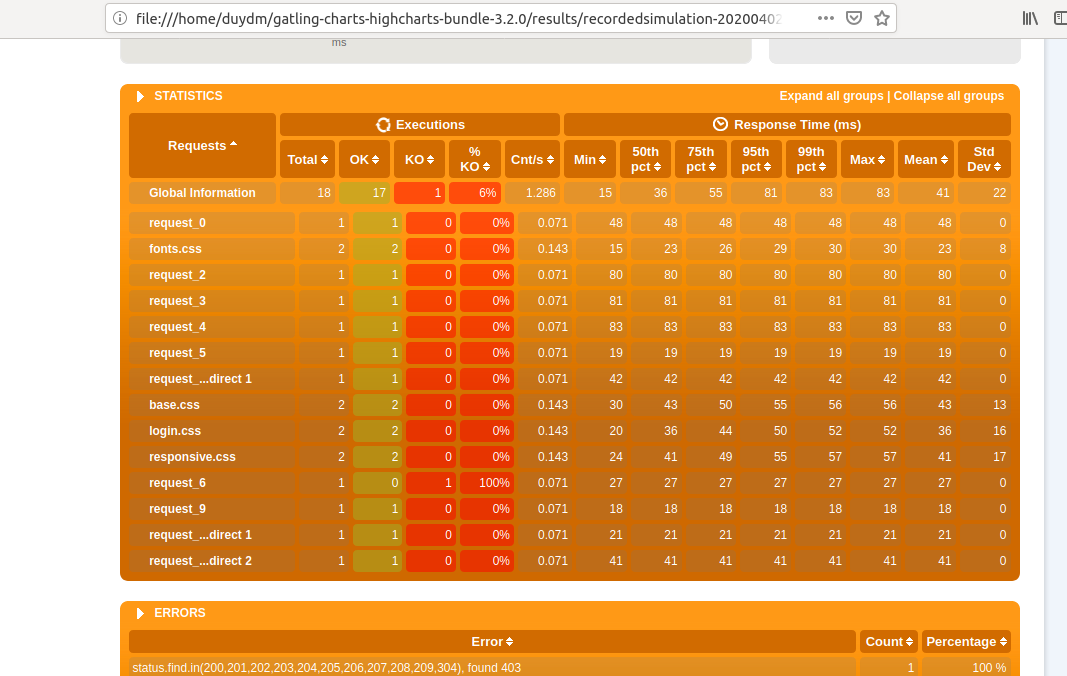 file:///home/duydm/gatling-charts-highcharts-bundle-3.2.0/results/recordedsimulation-20200402
ms
STATISTICS Expand all groups | Collapse all groups
Requests Executions Response Time (ms)
Total OK KO % KO Cnt/s Min 50th pct 75th pct 95th pct 99th pct Max Mean Std Dev
Global Information 18 17 1 6% 1.286 15 36 55 81 83 83 41 22
request_0 1 1 0 0% 0.071 48 48 48 48 48 48 48 0
fonts.css 2 2 0 0% 0.143 15 23 26 29 30 30 23 8
request_2 1 1 0 0% 0.071 80 80 80 80 80 80 80 0
request_3 1 1 0 0% 0.071 81 81 81 81 81 81 81 0
request_4 1 1 0 0% 0.071 83 83 83 83 83 83 83 0
request_5 1 1 0 0% 0.071 19 19 19 19 19 19 19 0
request_...direct 1 1 1 0 0% 0.071 42 42 42 42 42 42 42 0
base.css 2 2 0 0% 0.143 30 43 50 55 56 56 43 13
login.css 2 2 0 0% 0.143 20 36 44 50 52 52 36 16
responsive.css 2 2 0 0% 0.143 24 41 49 55 57 57 41 17
request_6 1 0 1 100% 0.071 27 27 27 27 27 27 27 0
request_9 1 1 0 0% 0.071 18 18 18 18 18 18 18 0
request_...direct 1 1 1 0 0% 0.071 21 21 21 21 21 21 21 0
request_...direct 2 1 1 0 0% 0.071 41 41 41 41 41 41 41 0
ERRORS
Error Count Percentage
status.find.in(200,201,202,203,204,205,206,207,208,209,304), found 403 1 100 %